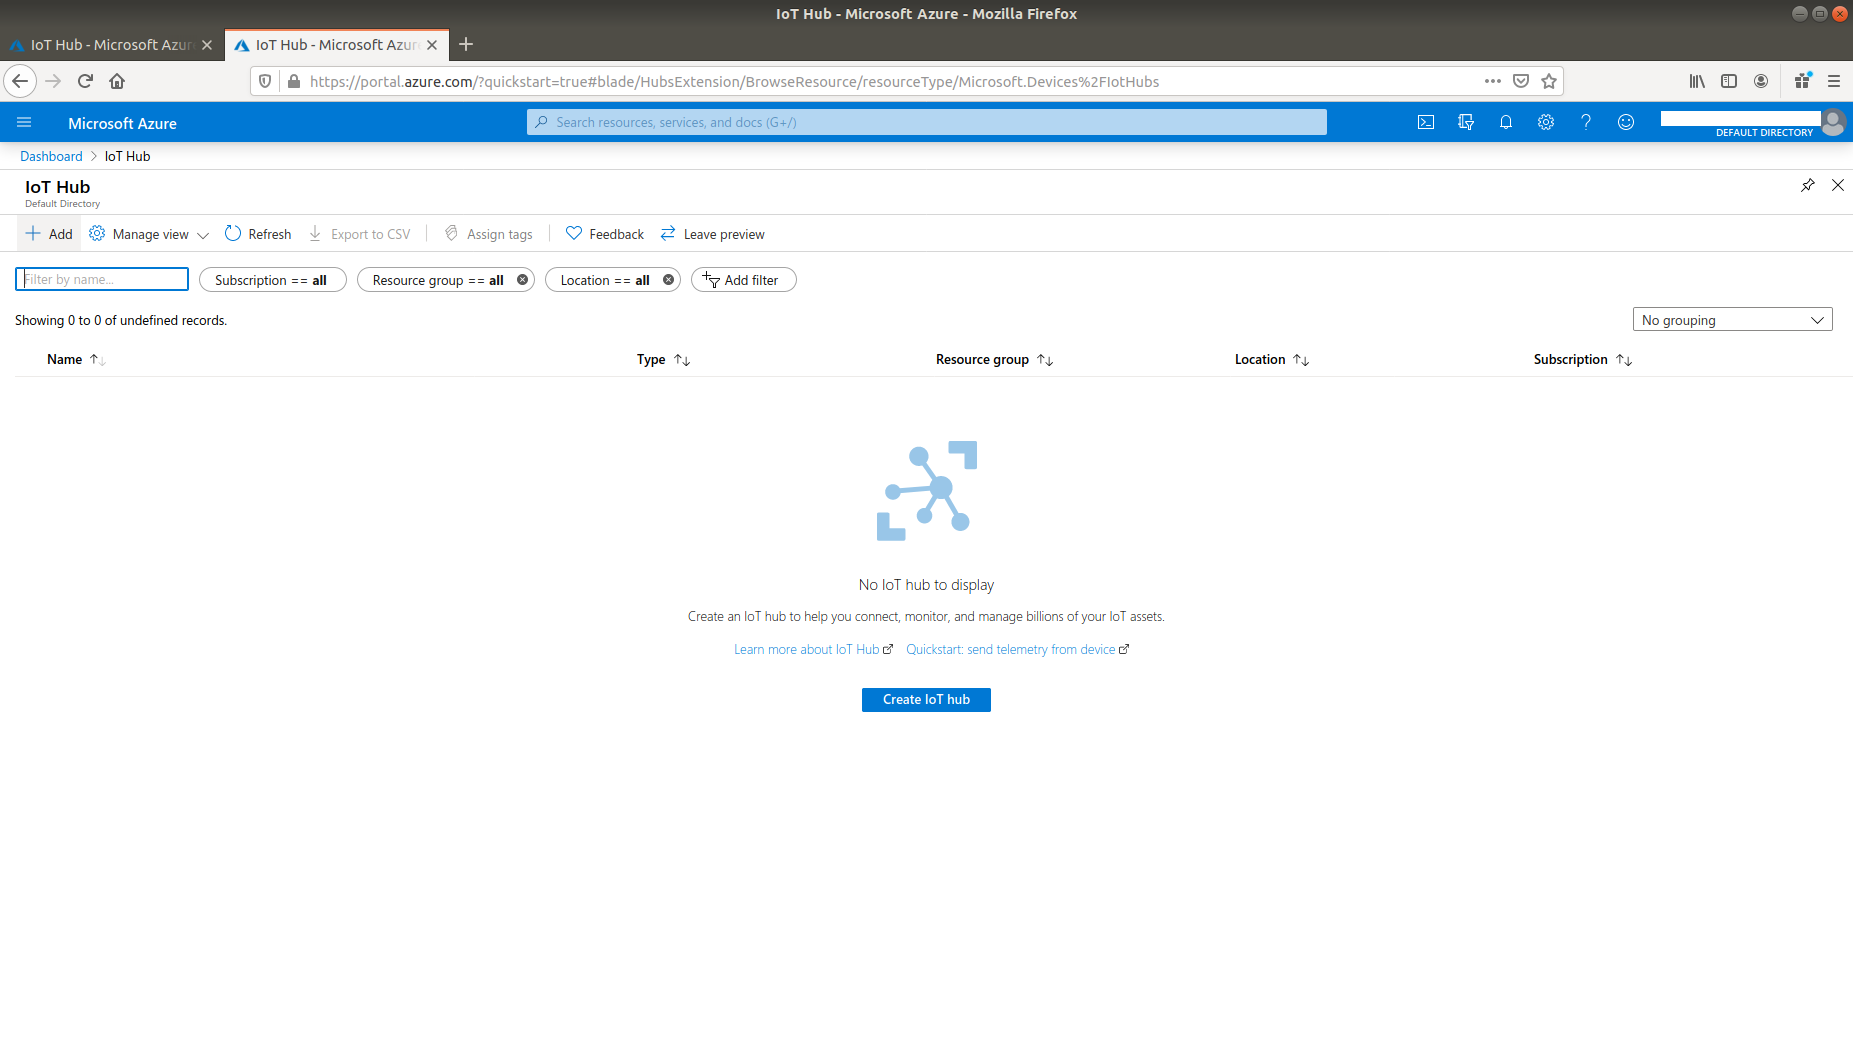 IoT Hub - Microsoft Azure - Mozilla Firefox
IoT Hub - Microsoft Azur
IoT Hub - Microsoft Azur
https://portal.azure.com/?quickstart=true#blade/HubsExtension/BrowseResource/resourceType/Microsoft.Devices%2FIotHubs
Microsoft Azure
Search resources, services, and docs (G+/)
DEFAULT DIRECTORY
Dashboard > IoT Hub
IoT Hub
Default Directory
Add Manage view Refresh Export to CSV Assign tags Feedback Leave preview
Filter by name... Subscription == all Resource group == all Location == all Add filter
Showing 0 to 0 of undefined records. No grouping
Name Type Resource group Location Subscription
No IoT hub to display
Create an IoT hub to help you connect, monitor, and manage billions of your IoT assets.
Learn more about IoT Hub Quickstart: send telemetry from device
Create IoT hub